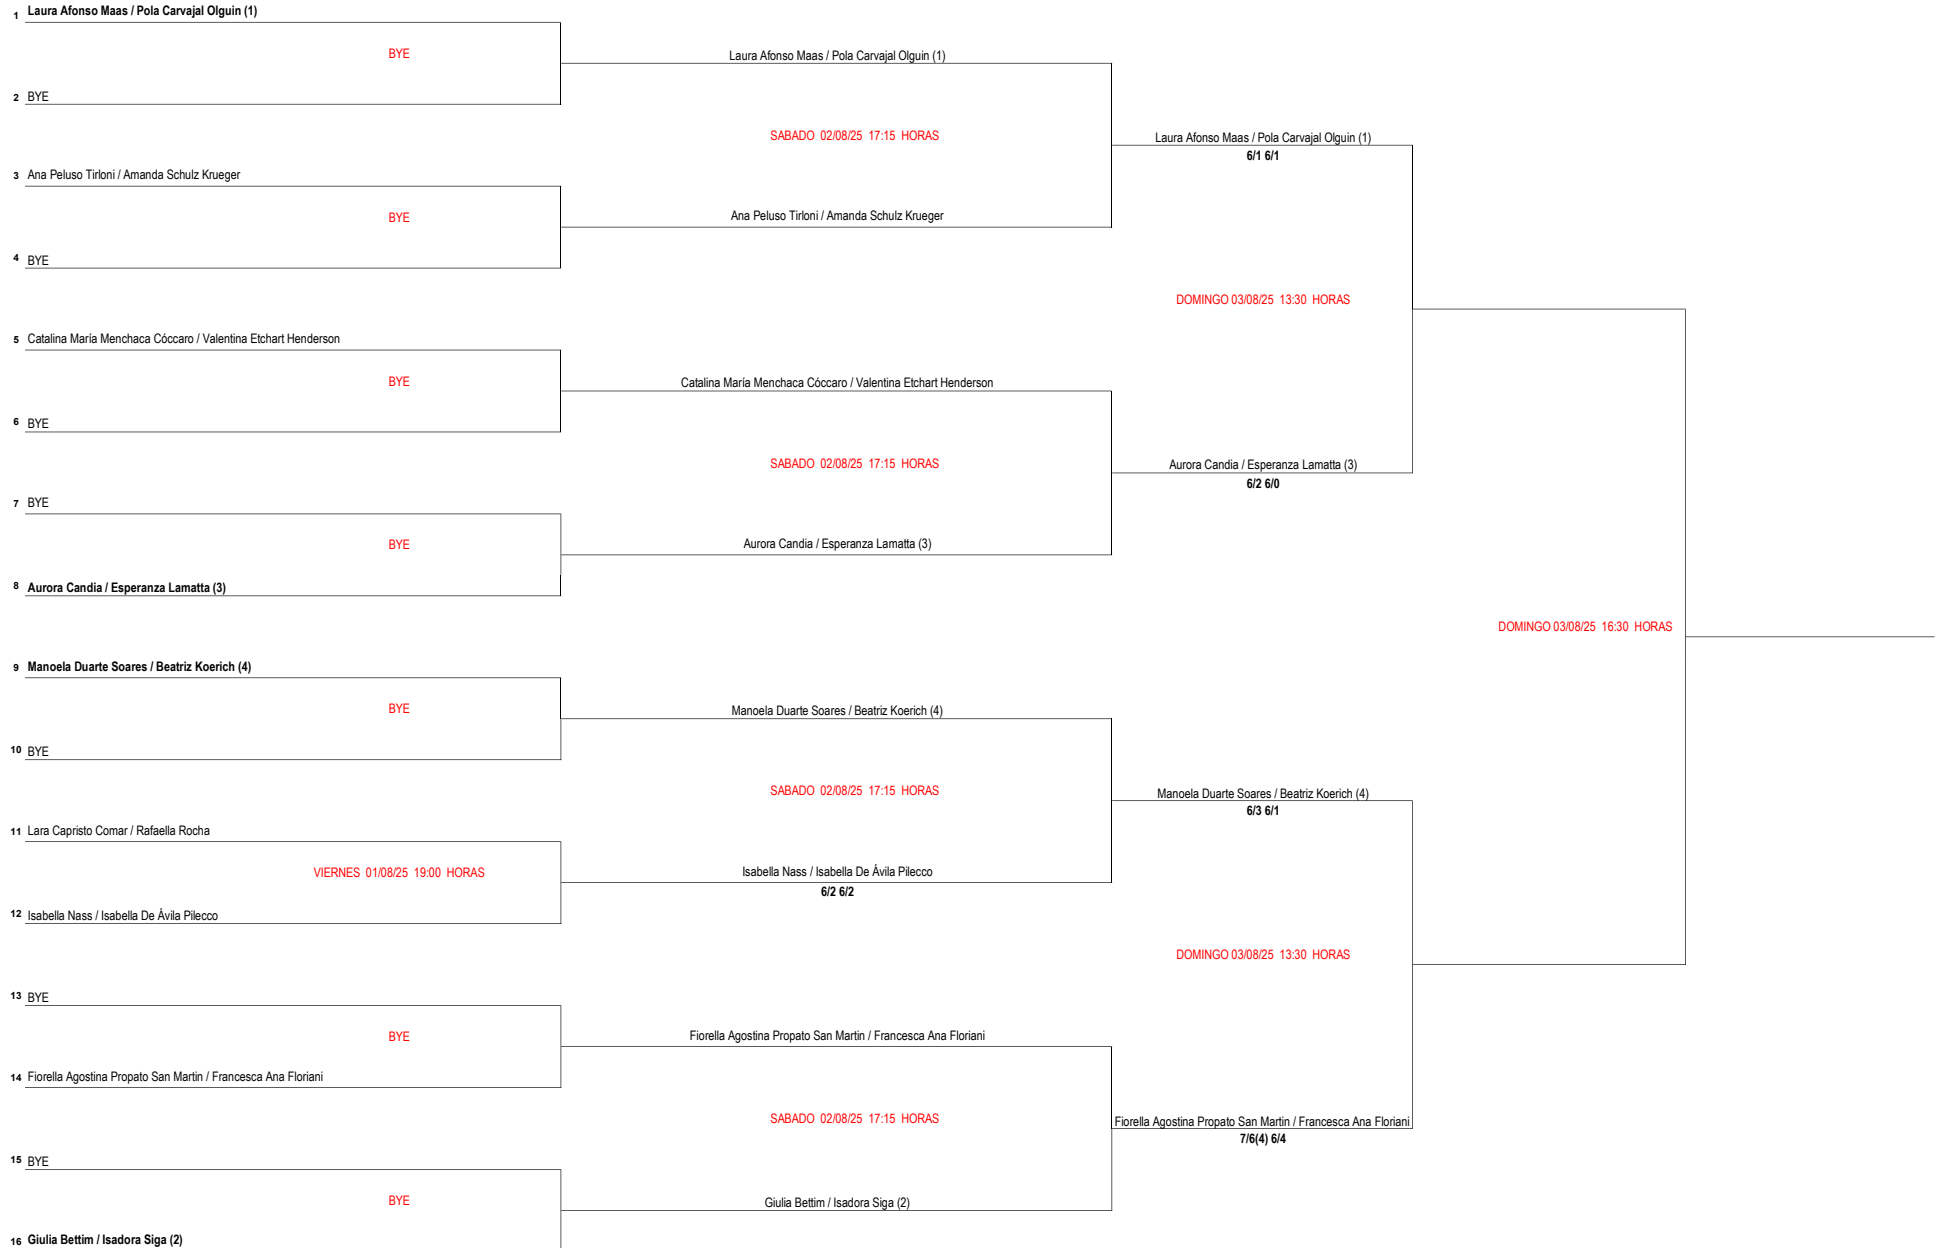 1 Laura Afonso Maas / Pola Carvajal Olguin (1)
BYE
Laura Afonso Maas / Pola Carvajal Olguin (1)
2 BYE
SABADO 02/08/25 17:15 HORAS
Laura Afonso Maas / Pola Carvajal Olguin (1)
6/1 6/1
3 Ana Peluso Tirloni / Amanda Schulz Krueger
BYE
Ana Peluso Tirloni / Amanda Schulz Krueger
4 BYE
DOMINGO 03/08/25 13:30 HORAS
5 Catalina María Menchaca Cóccaro / Valentina Etchart Henderson
BYE
Catalina María Menchaca Cóccaro / Valentina Etchart Henderson
6 BYE
SABADO 02/08/25 17:15 HORAS
Aurora Candia / Esperanza Lamatta (3)
6/2 6/0
7 BYE
BYE
Aurora Candia / Esperanza Lamatta (3)
8 Aurora Candia / Esperanza Lamatta (3)
DOMINGO 03/08/25 16:30 HORAS
9 Manoela Duarte Soares / Beatriz Koerich (4)
BYE
Manoela Duarte Soares / Beatriz Koerich (4)
10 BYE
SABADO 02/08/25 17:15 HORAS
Manoela Duarte Soares / Beatriz Koerich (4)
6/3 6/1
11 Lara Capristo Comar / Rafaella Rocha
VIERNES 01/08/25 19:00 HORAS
Isabella Nass / Isabella De Ávila Pilecco
6/2 6/2
12 Isabella Nass / Isabella De Ávila Pilecco
DOMINGO 03/08/25 13:30 HORAS
13 BYE
BYE
Fiorella Agostina Propato San Martin / Francesca Ana Floriani
14 Fiorella Agostina Propato San Martin / Francesca Ana Floriani
SABADO 02/08/25 17:15 HORAS
Fiorella Agostina Propato San Martin / Francesca Ana Floriani
7/6(4) 6/4
15 BYE
BYE
Giulia Bettim / Isadora Siga (2)
16 Giulia Bettim / Isadora Siga (2)